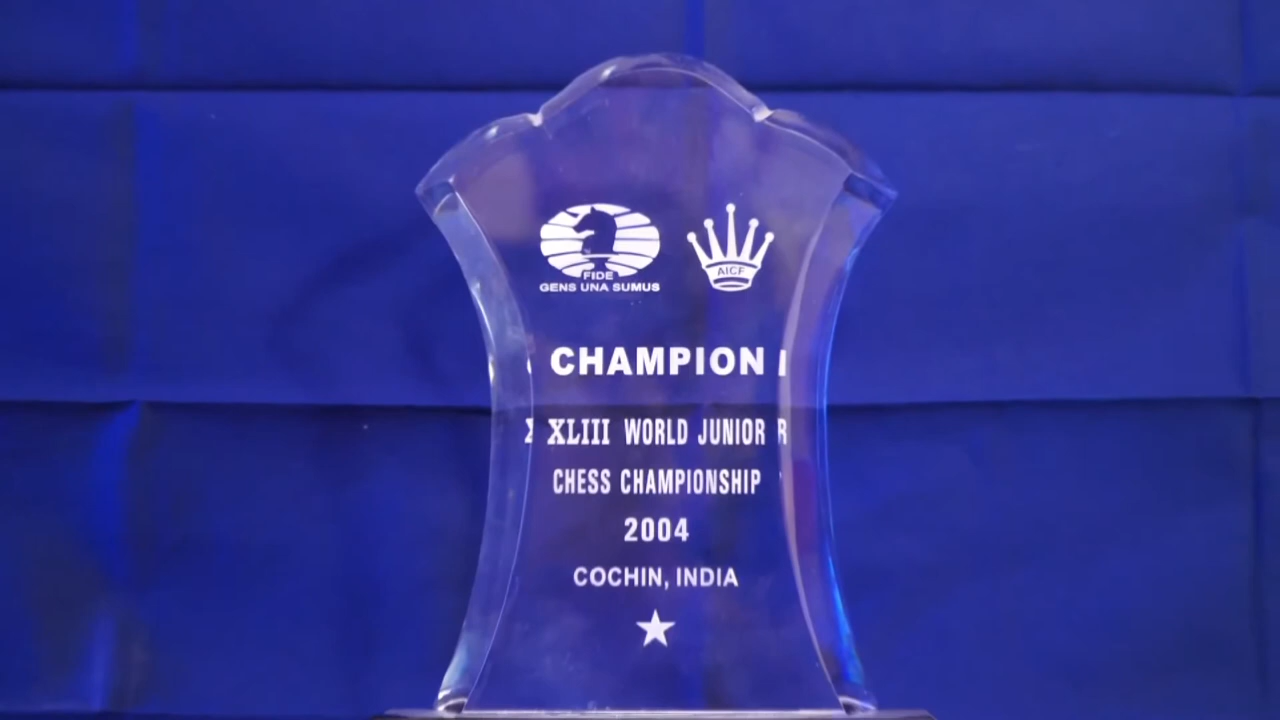 FIDE
GENS UNA SUMUS
AICF
CHAMPION
XLIII WORLD JUNIOR
CHESS CHAMPIONSHIP
2004
COCHIN, INDIA